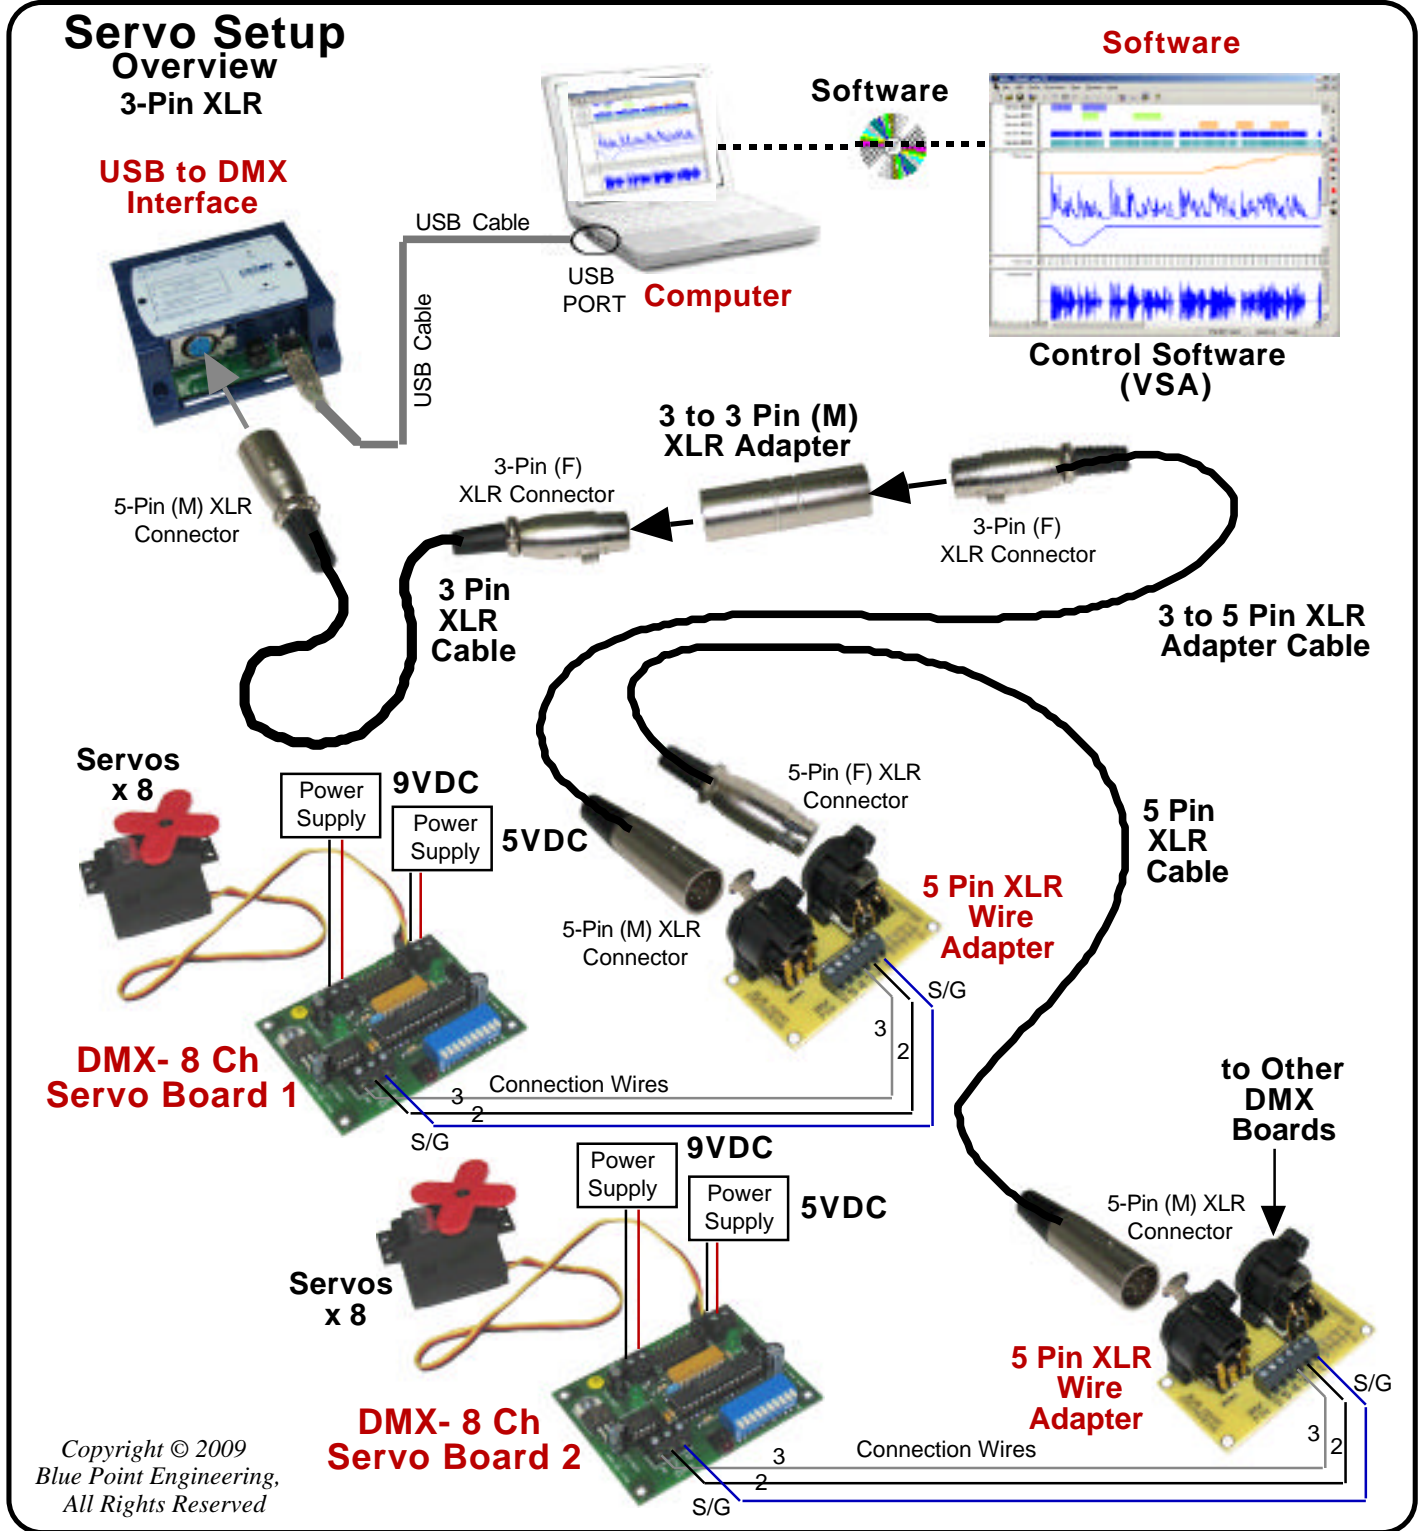 Servo Setup
Overview
3-Pin XLR
USB to DMX
Interface
USB Cable
USB Cable
USB
PORT
Computer
Software
Software
Control Software
(VSA)
3 to 3 Pin (M)
XLR Adapter
3-Pin (F)
XLR Connector
5-Pin (M) XLR
Connector
3-Pin (F)
XLR Connector
3 Pin
XLR
Cable
3 to 5 Pin XLR
Adapter Cable
Servos
x 8
Power
Supply
9VDC
Power
Supply
5VDC
5-Pin (F) XLR
Connector
5 Pin
XLR
Cable
5-Pin (M) XLR
Connector
5 Pin XLR
Wire
Adapter
S/G
3
2
DMX- 8 Ch
Servo Board 1
Connection Wires
3
2
S/G
to Other
DMX
Boards
Power
Supply
9VDC
Power
Supply
5VDC
5-Pin (M) XLR
Connector
Servos
x 8
5 Pin XLR
Wire
Adapter
S/G
3
2
DMX- 8 Ch
Servo Board 2
Connection Wires
3
2
S/G
Copyright © 2009
Blue Point Engineering,
All Rights Reserved